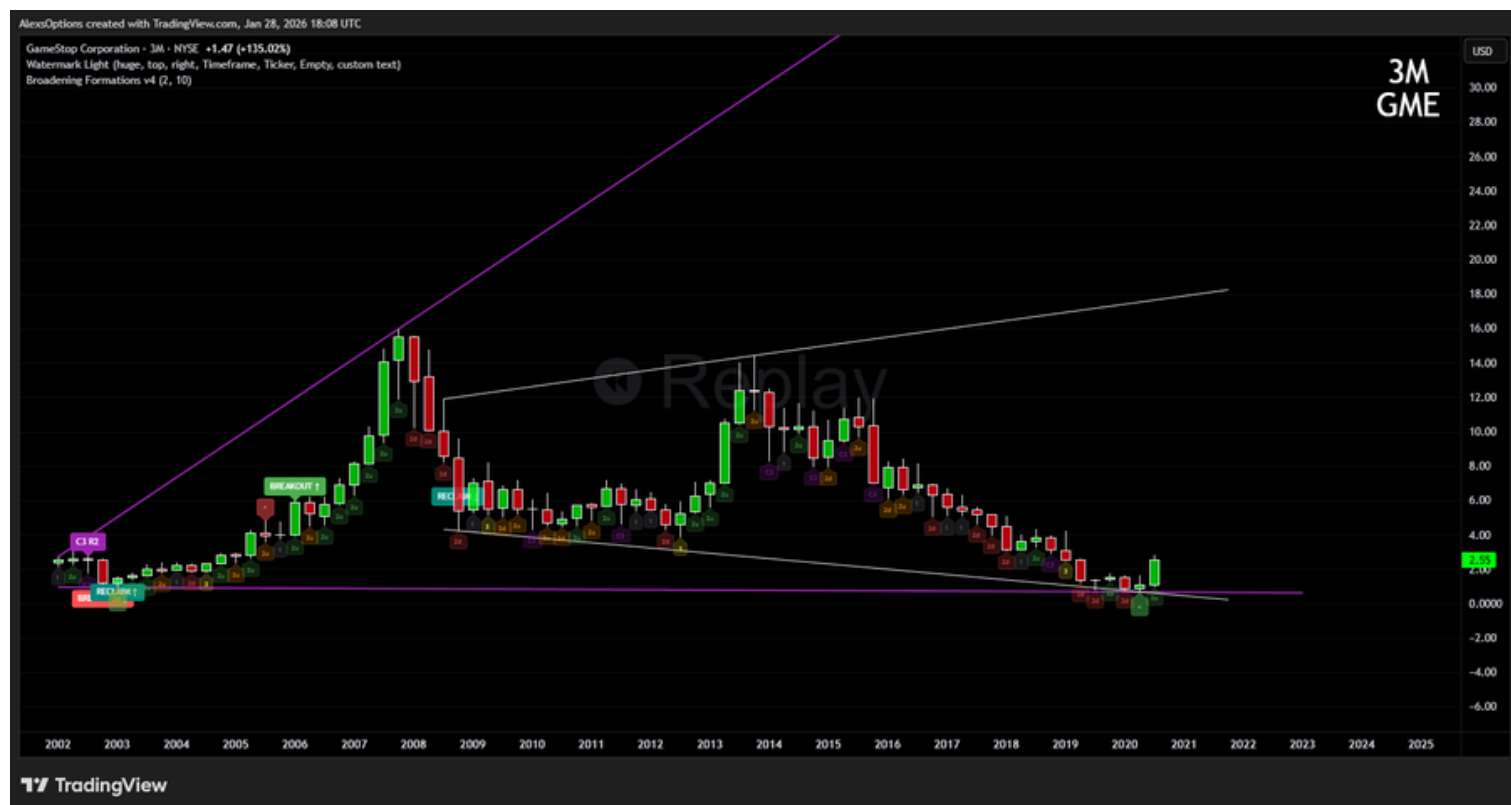 AlexsOptions created with TradingView.com, Jan 28, 2026 18:08 UTC
GameStop Corporation - 3M - NYSE +1.47 (+135.02%)
Watermark Light (huge, top, right, Timeframe, Ticker, Empty, custom text)
Broadening Formations v4 (2, 10)
USD
3M
GME
30.00
28.00
26.00
24.00
22.00
20.00
18.00
16.00
14.00
12.00
10.00
8.00
6.00
4.00
2.55
2.00
0.0000
−2.00
−4.00
−6.00
Replay
BREAKOUT ↑
C3 R2
2002 2003 2004 2005 2006 2007 2008 2009 2010 2011 2012 2013 2014 2015 2016 2017 2018 2019 2020 2021 2022 2023 2024 2025
TradingView